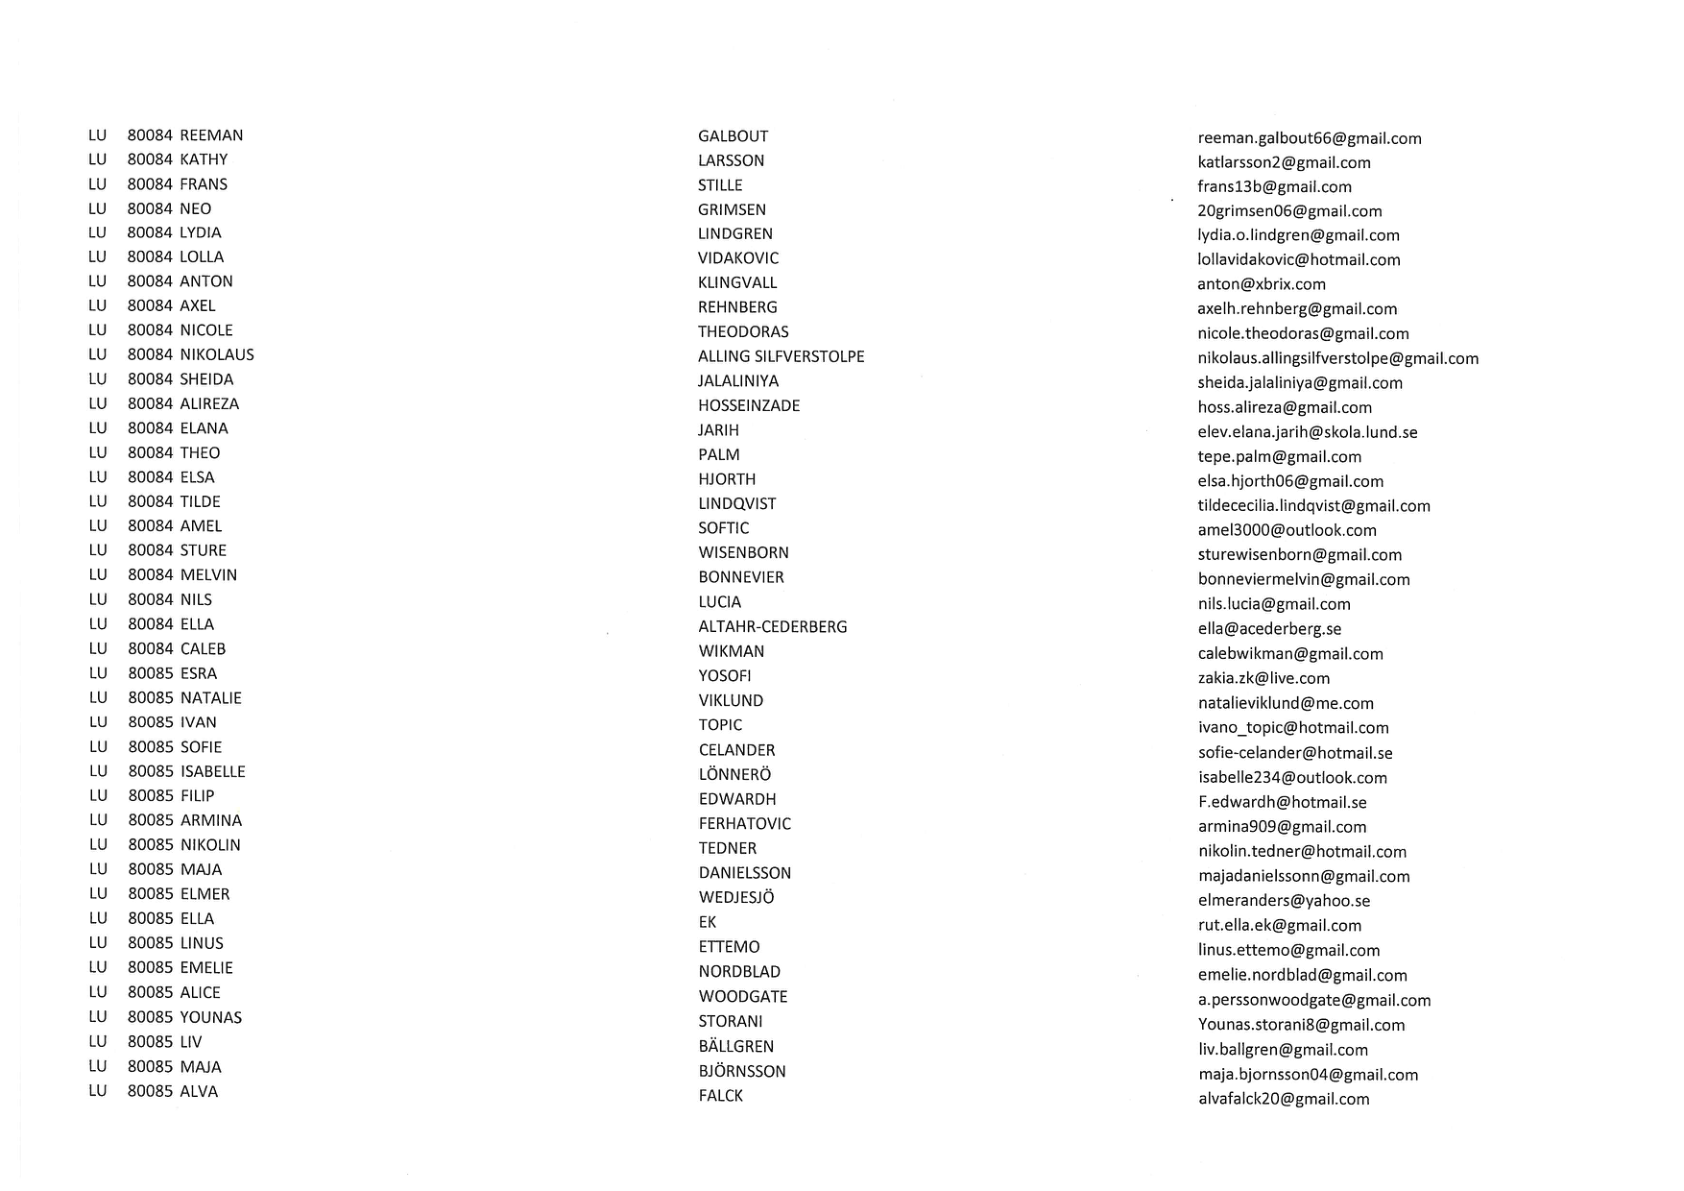 LU 80084 REEMAN GALBOUT reeman.galbout66@gmail.com
LU 80084 KATHY LARSSON katlarsson2@gmail.com
LU 80084 FRANS STILLE frans13b@gmail.com
LU 80084 NEO GRIMSEN 20grimsen06@gmail.com
LU 80084 LYDIA LINDGREN lydia.o.lindgren@gmail.com
LU 80084 LOLLA VIDAKOVIC lollavidakovic@hotmail.com
LU 80084 ANTON KLINGVALL anton@xbrix.com
LU 80084 AXEL REHNBERG axelh.rehnberg@gmail.com
LU 80084 NICOLE THEODORAS nicole.theodoras@gmail.com
LU 80084 NIKOLAUS ALLING SILFVERSTOLPE nikolaus.allingsilfverstolpe@gmail.com
LU 80084 SHEIDA JALALINIYA sheida.jalaliniya@gmail.com
LU 80084 ALIREZA HOSSEINZADE hoss.alireza@gmail.com
LU 80084 ELANA JARIH elev.elana.jarih@skola.lund.se
LU 80084 THEO PALM tepe.palm@gmail.com
LU 80084 ELSA HJORTH elsa.hjorth06@gmail.com
LU 80084 TILDE LINDQVIST tildececilia.lindqvist@gmail.com
LU 80084 AMEL SOFTIC amel3000@outlook.com
LU 80084 STURE WISENBORN sturewisenborn@gmail.com
LU 80084 MELVIN BONNEVIER bonneviermelvin@gmail.com
LU 80084 NILS LUCIA nils.lucia@gmail.com
LU 80084 ELLA ALTAHR-CEDERBERG ella@acederberg.se
LU 80084 CALEB WIKMAN calebwikman@gmail.com
LU 80085 ESRA YOSOFI zakia.zk@live.com
LU 80085 NATALIE VIKLUND natalieviklund@me.com
LU 80085 IVAN TOPIC ivano_topic@hotmail.com
LU 80085 SOFIE CELANDER sofie-celander@hotmail.se
LU 80085 ISABELLE LÖNNERÖ isabelle234@outlook.com
LU 80085 FILIP EDWARDH F.edwardh@hotmail.se
LU 80085 ARMINA FERHATOVIC armina909@gmail.com
LU 80085 NIKOLIN TEDNER nikolin.tedner@hotmail.com
LU 80085 MAJA DANIELSSON majadanielssonn@gmail.com
LU 80085 ELMER WEDJESJÖ elmeranders@yahoo.se
LU 80085 ELLA EK rut.ella.ek@gmail.com
LU 80085 LINUS ETTEMO linus.ettemo@gmail.com
LU 80085 EMELIE NORDBLAD emelie.nordblad@gmail.com
LU 80085 ALICE WOODGATE a.perssonwoodgate@gmail.com
LU 80085 YOUNAS STORANI Younas.storani8@gmail.com
LU 80085 LIV BÄLLGREN liv.ballgren@gmail.com
LU 80085 MAJA BJÖRNSSON maja.bjornsson04@gmail.com
LU 80085 ALVA FALCK alvafalck20@gmail.com